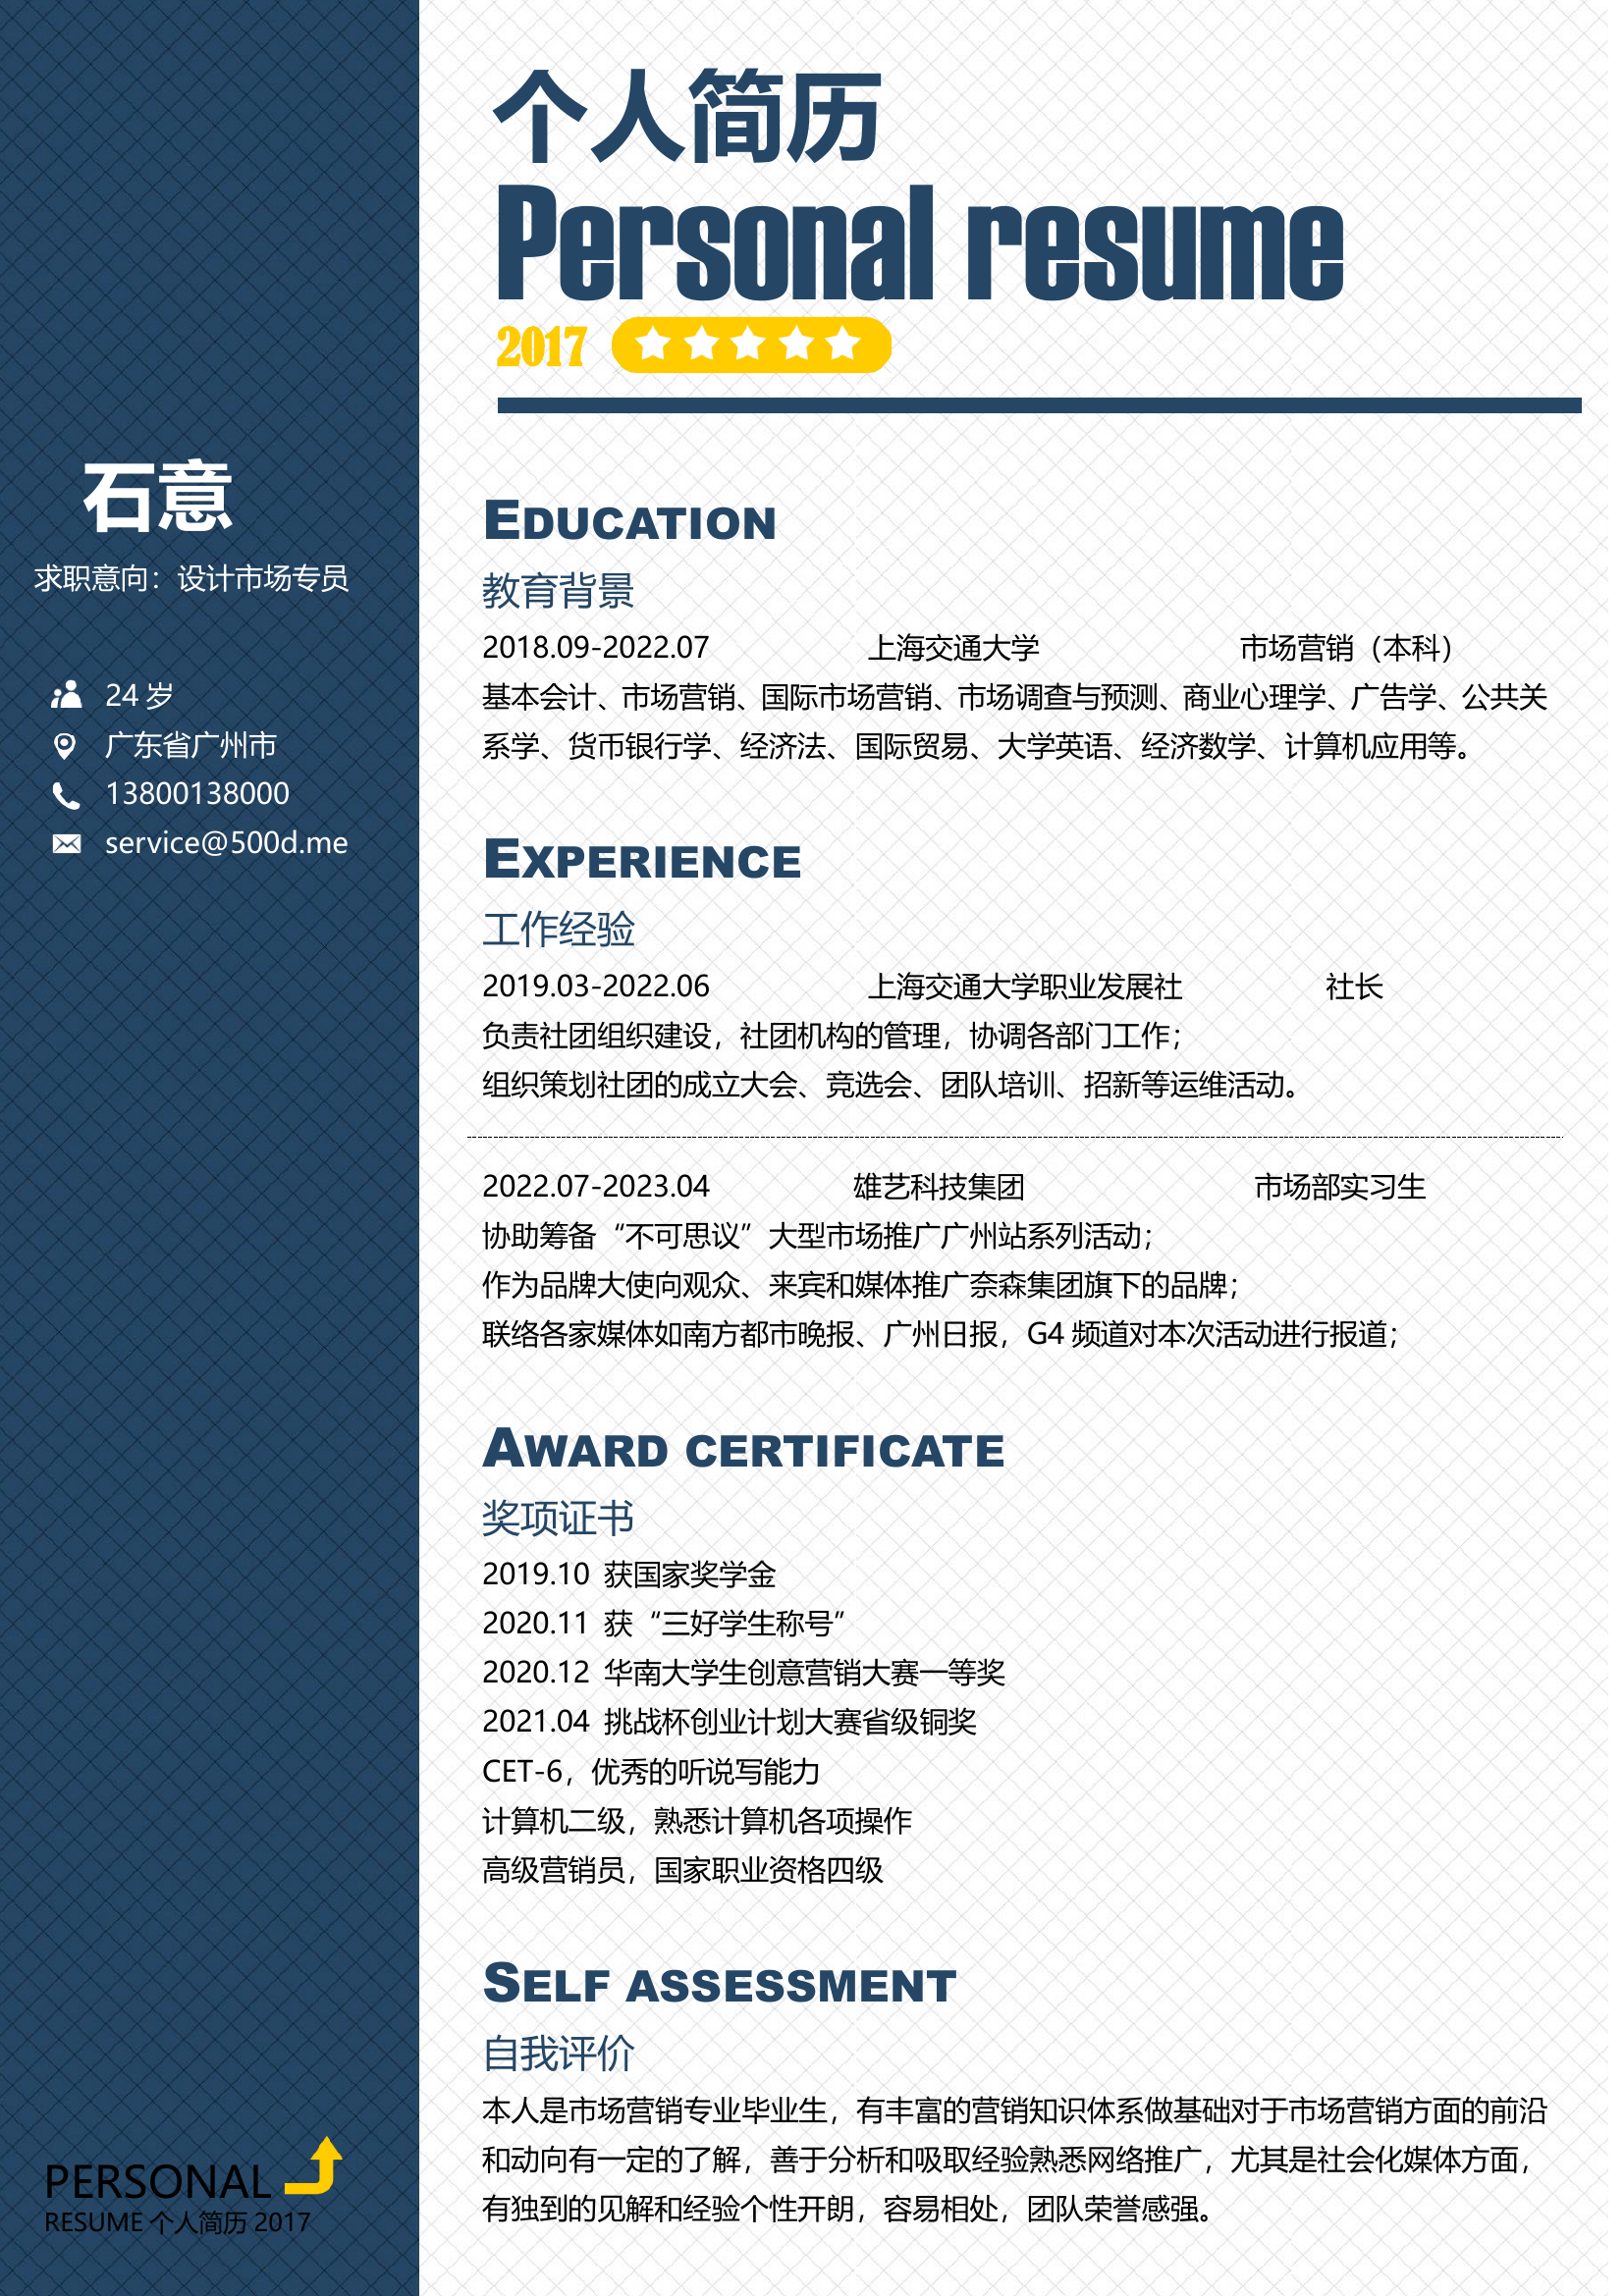 个人简历
Personal resume
2017
石意
求职意向：设计市场专员
24 岁
广东省广州市
13800138000
service@500d.me
PERSONAL
RESUME 个人简历 2017
EDUCATION
教育背景
2018.09-2022.07 上海交通大学 市场营销（本科）
基本会计、市场营销、国际市场营销、市场调查与预测、商业心理学、广告学、公共关
系学、货币银行学、经济法、国际贸易、大学英语、经济数学、计算机应用等。
EXPERIENCE
工作经验
2019.03-2022.06 上海交通大学职业发展社 社长
负责社团组织建设，社团机构的管理，协调各部门工作；
组织策划社团的成立大会、竞选会、团队培训、招新等运维活动。
2022.07-2023.04 雄艺科技集团 市场部实习生
协助筹备“不可思议”大型市场推广广州站系列活动；
作为品牌大使向观众、来宾和媒体推广奈森集团旗下的品牌；
联络各家媒体如南方都市晚报、广州日报，G4 频道对本次活动进行报道；
AWARD CERTIFICATE
奖项证书
2019.10 获国家奖学金
2020.11 获“三好学生称号”
2020.12 华南大学生创意营销大赛一等奖
2021.04 挑战杯创业计划大赛省级铜奖
CET-6，优秀的听说写能力
计算机二级，熟悉计算机各项操作
高级营销员，国家职业资格四级
SELF ASSESSMENT
自我评价
本人是市场营销专业毕业生，有丰富的营销知识体系做基础对于市场营销方面的前沿
和动向有一定的了解，善于分析和吸取经验熟悉网络推广，尤其是社会化媒体方面，
有独到的见解和经验个性开朗，容易相处，团队荣誉感强。